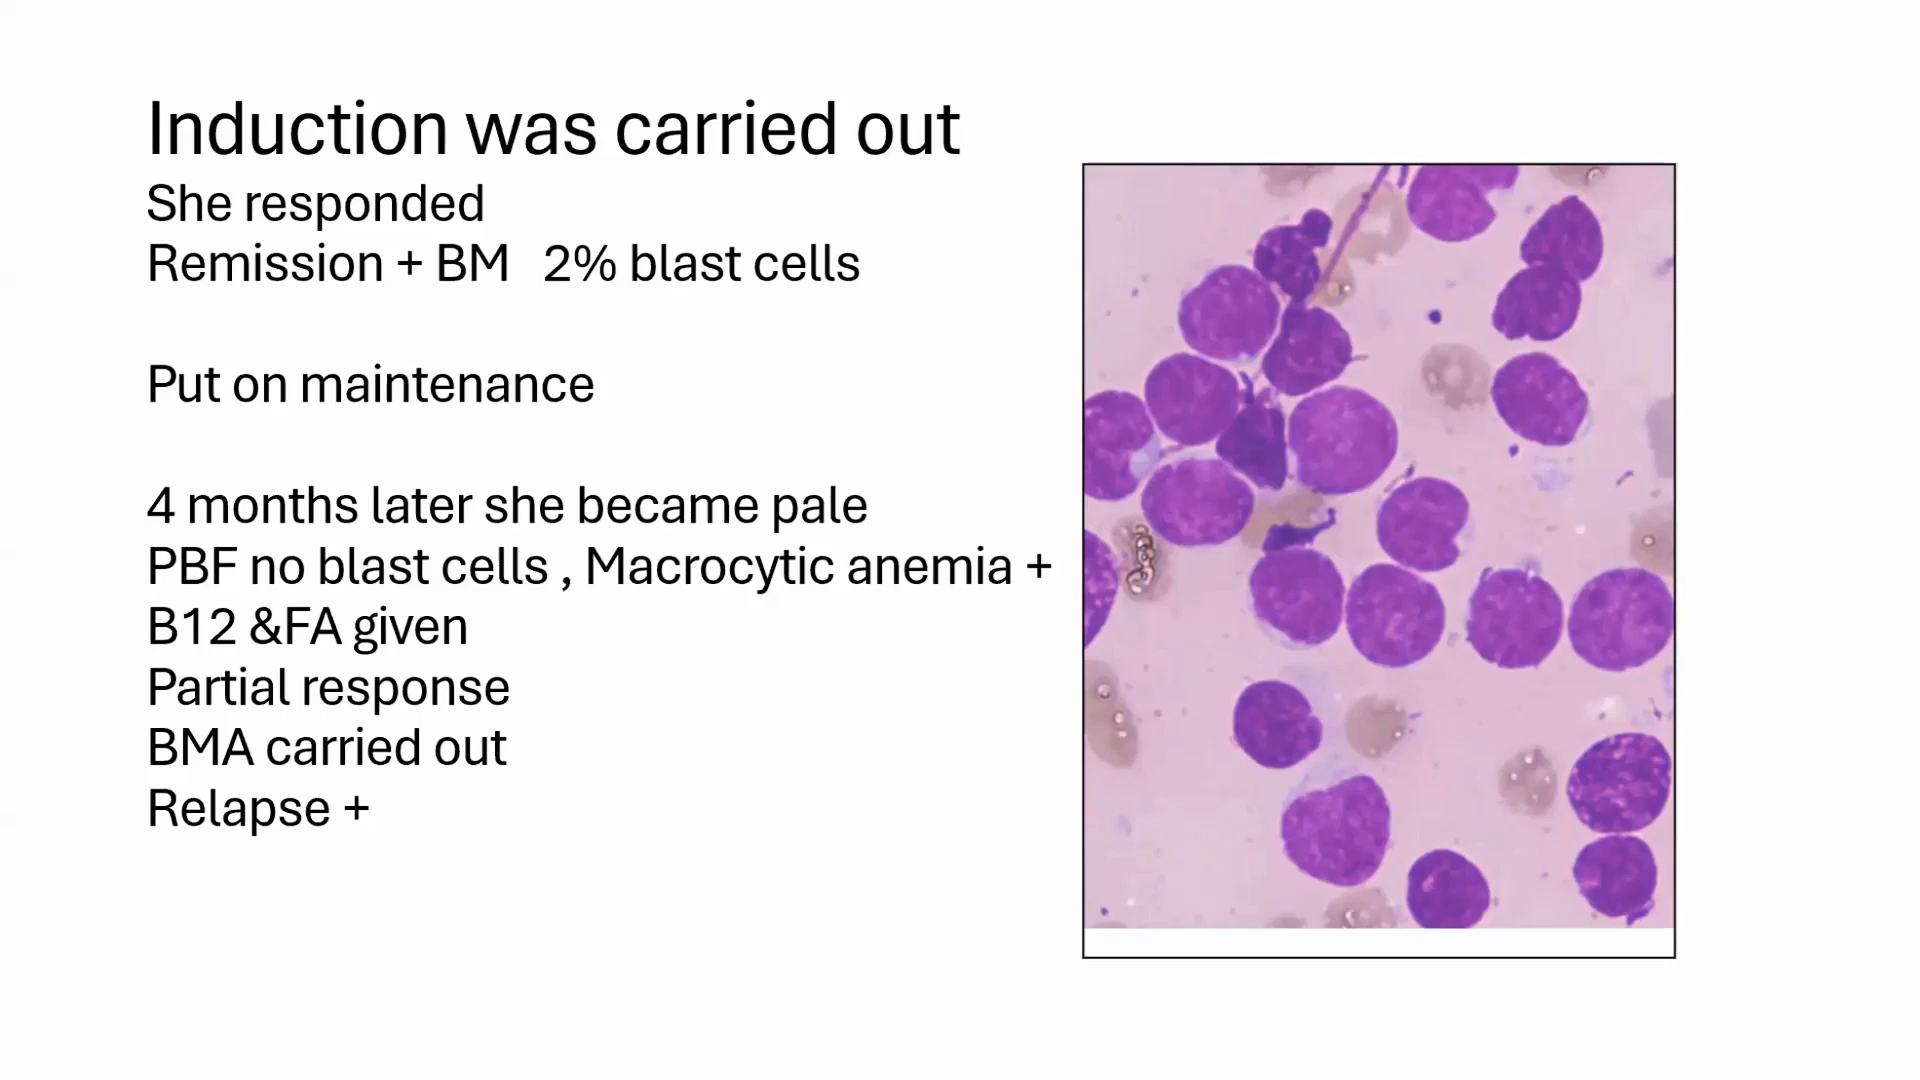 Induction was carried out
She responded
Remission + BM 2% blast cells
Put on maintenance
4 months later she became pale
PBF no blast cells , Macrocytic anemia +
B12 &FA given
Partial response
BMA carried out
Relapse +